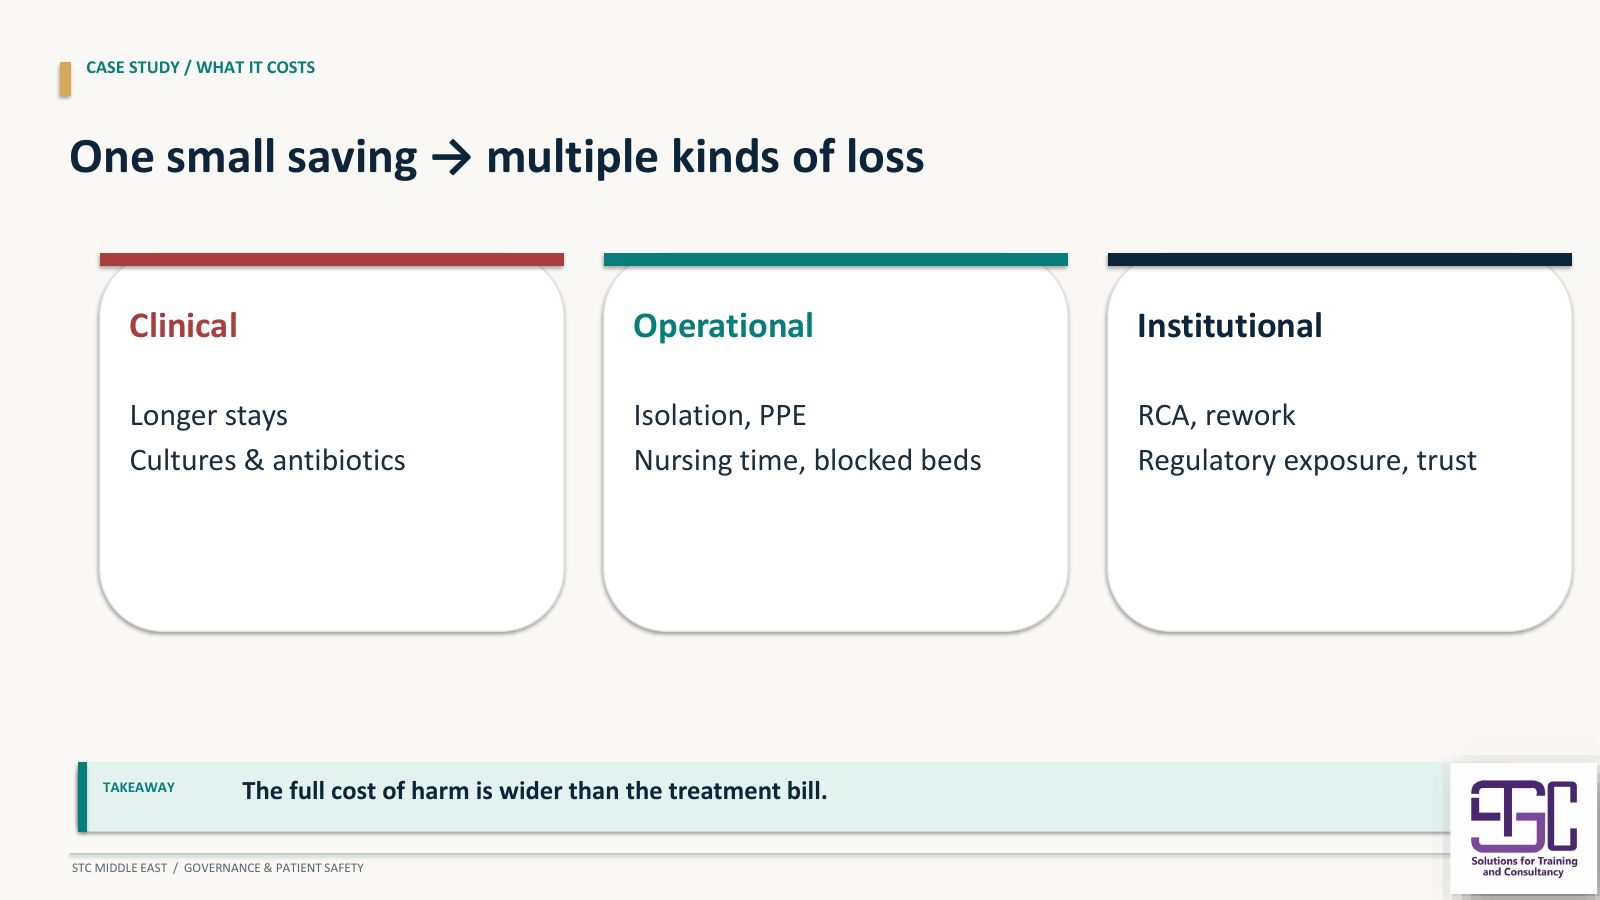 CASE STUDY / WHAT IT COSTS
One small saving → multiple kinds of loss
Clinical
Longer stays
Cultures & antibiotics
Operational
Isolation, PPE
Nursing time, blocked beds
Institutional
RCA, rework
Regulatory exposure, trust
TAKEAWAY
The full cost of harm is wider than the treatment bill.
STC MIDDLE EAST / GOVERNANCE & PATIENT SAFETY
STC
Solutions for Training
and Consultancy